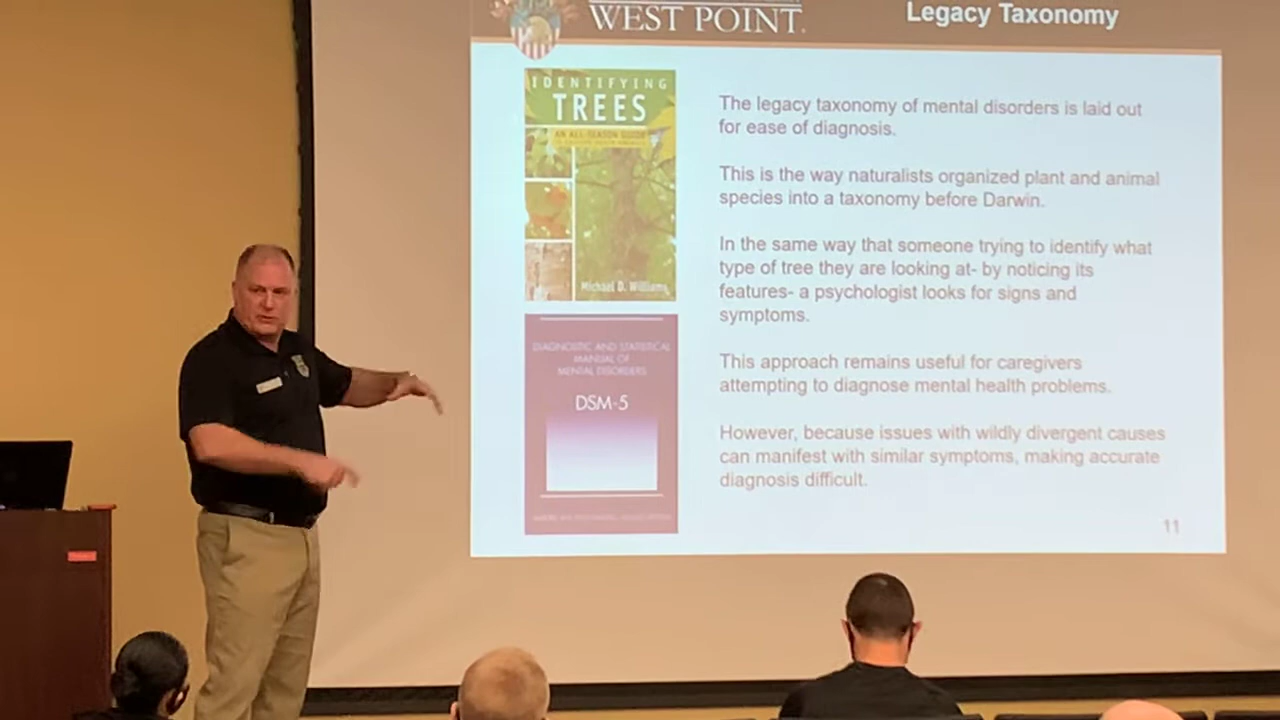 WEST POINT.
Legacy Taxonomy
IDENTIFYING
TREES
AN ALL-SEASON GUIDE
Michael D. Williams
DIAGNOSTIC AND STATISTICAL
MANUAL OF
MENTAL DISORDERS
DSM-5
The legacy taxonomy of mental disorders is laid out
for ease of diagnosis.
This is the way naturalists organized plant and animal
species into a taxonomy before Darwin.
In the same way that someone trying to identify what
type of tree they are looking at- by noticing its
features- a psychologist looks for signs and
symptoms.
This approach remains useful for caregivers
attempting to diagnose mental health problems.
However, because issues with wildly divergent causes
can manifest with similar symptoms, making accurate
diagnosis difficult.
11